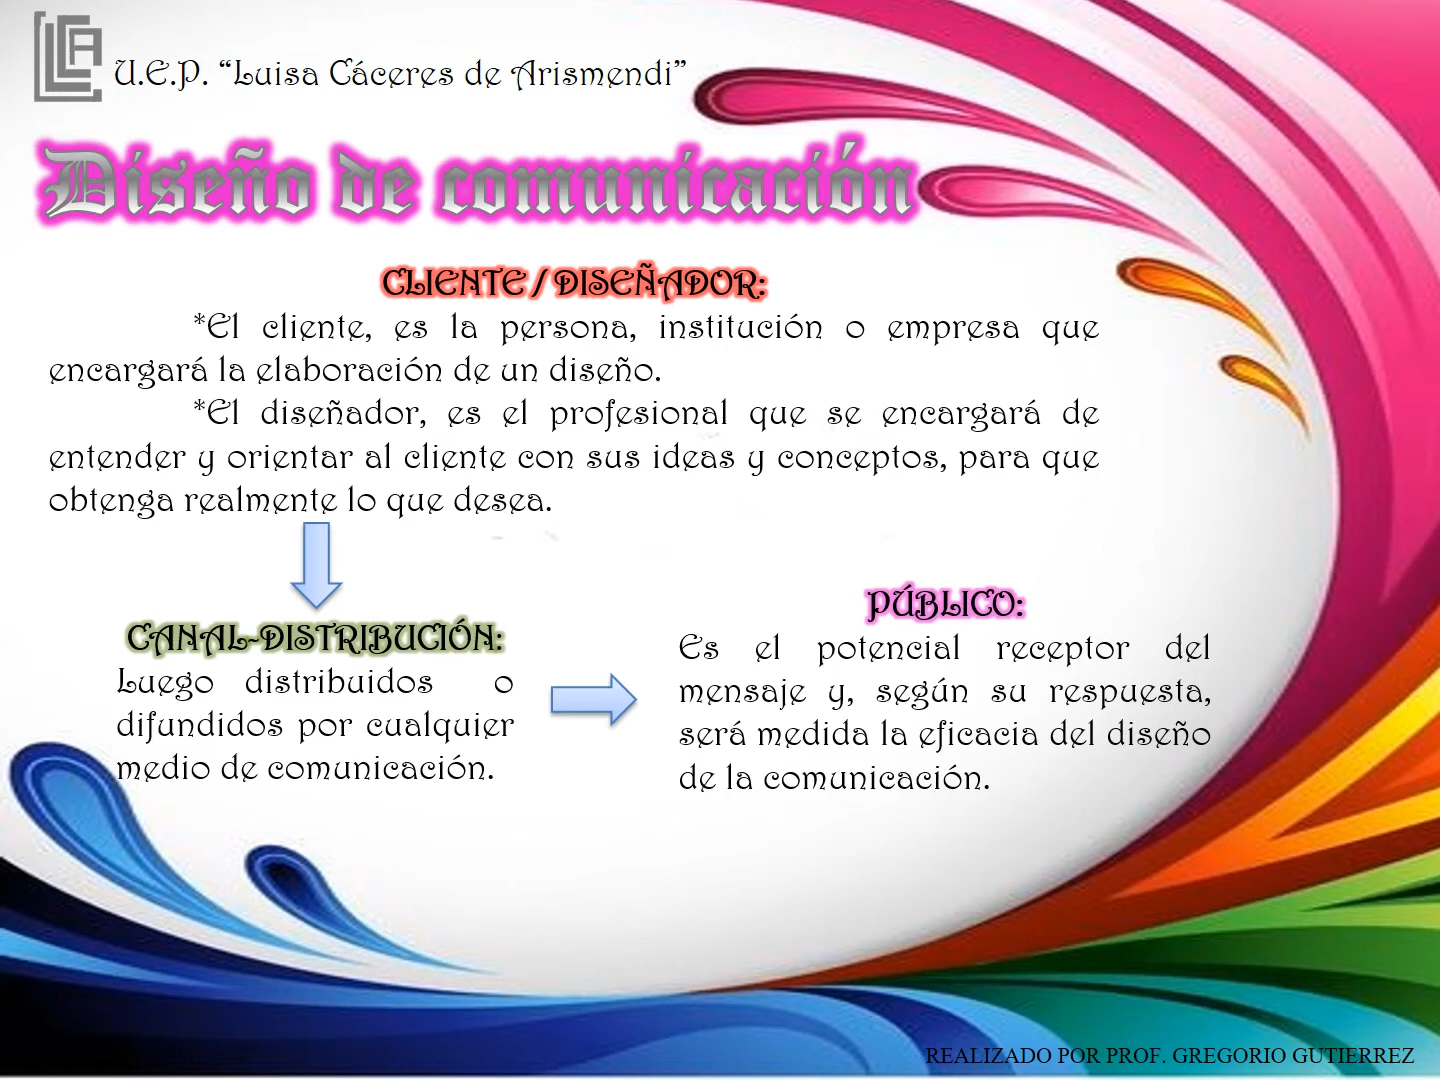 U.E.P. “Luisa Cáceres de Arismendi”
Diseño de comunicación
CLIENTE / DISEÑADOR:
*El cliente, es la persona, institución o empresa que
encargará la elaboración de un diseño.
*El diseñador, es el profesional que se encargará de
entender y orientar al cliente con sus ideas y conceptos, para que
obtenga realmente lo que desea.
CANAL-DISTRIBUCIÓN:
Luego distribuidos o
difundidos por cualquier
medio de comunicación.
PÚBLICO:
Es el potencial receptor del
mensaje y, según su respuesta,
será medida la eficacia del diseño
de la comunicación.
REALIZADO POR PROF. GREGORIO GUTIERREZ